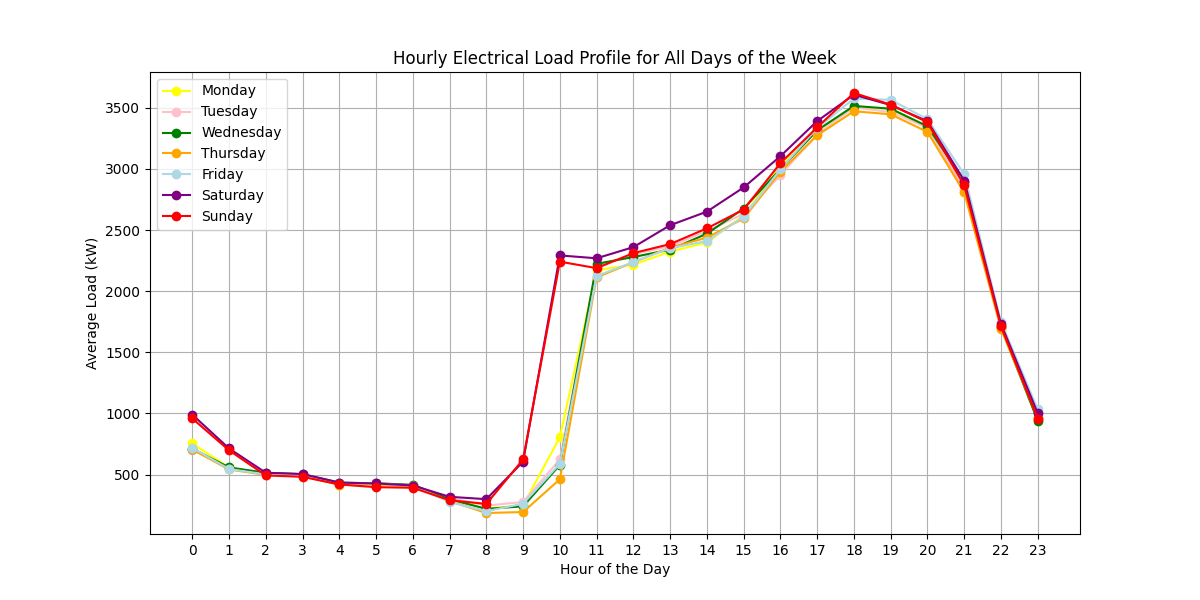 Hourly Electrical Load Profile for All Days of the Week
Monday
Tuesday
Wednesday
Thursday
Friday
Saturday
Sunday
Average Load (kW)
3500
3000
2500
2000
1500
1000
500
0 1 2 3 4 5 6 7 8 9 10 11 12 13 14 15 16 17 18 19 20 21 22 23
Hour of the Day